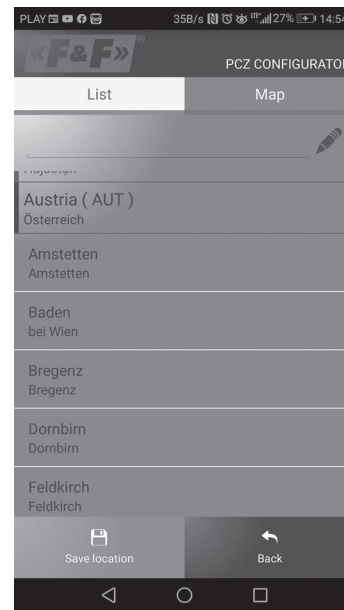 PLAY 35B/s LTE 27% 14:54
«F&F»®
PCZ CONFIGURATOR
List Map
Austria ( AUT )
Österreich
Amstetten
Amstetten
Baden
bei Wien
Bregenz
Bregenz
Dornbirn
Dornbirn
Feldkirch
Feldkirch
Save location Back